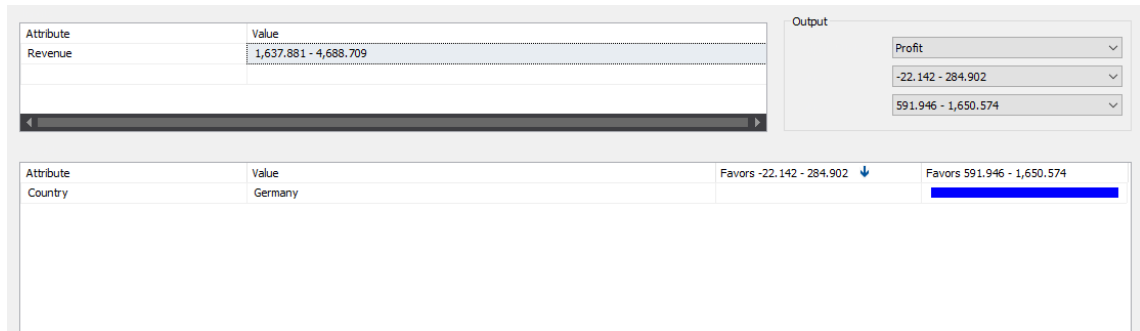 Output
Attribute Value
Revenue 1,637.881 - 4,688.709
Profit
-22.142 - 284.902
591.946 - 1,650.574
Attribute Value Favors -22.142 - 284.902 Favors 591.946 - 1,650.574
Country Germany